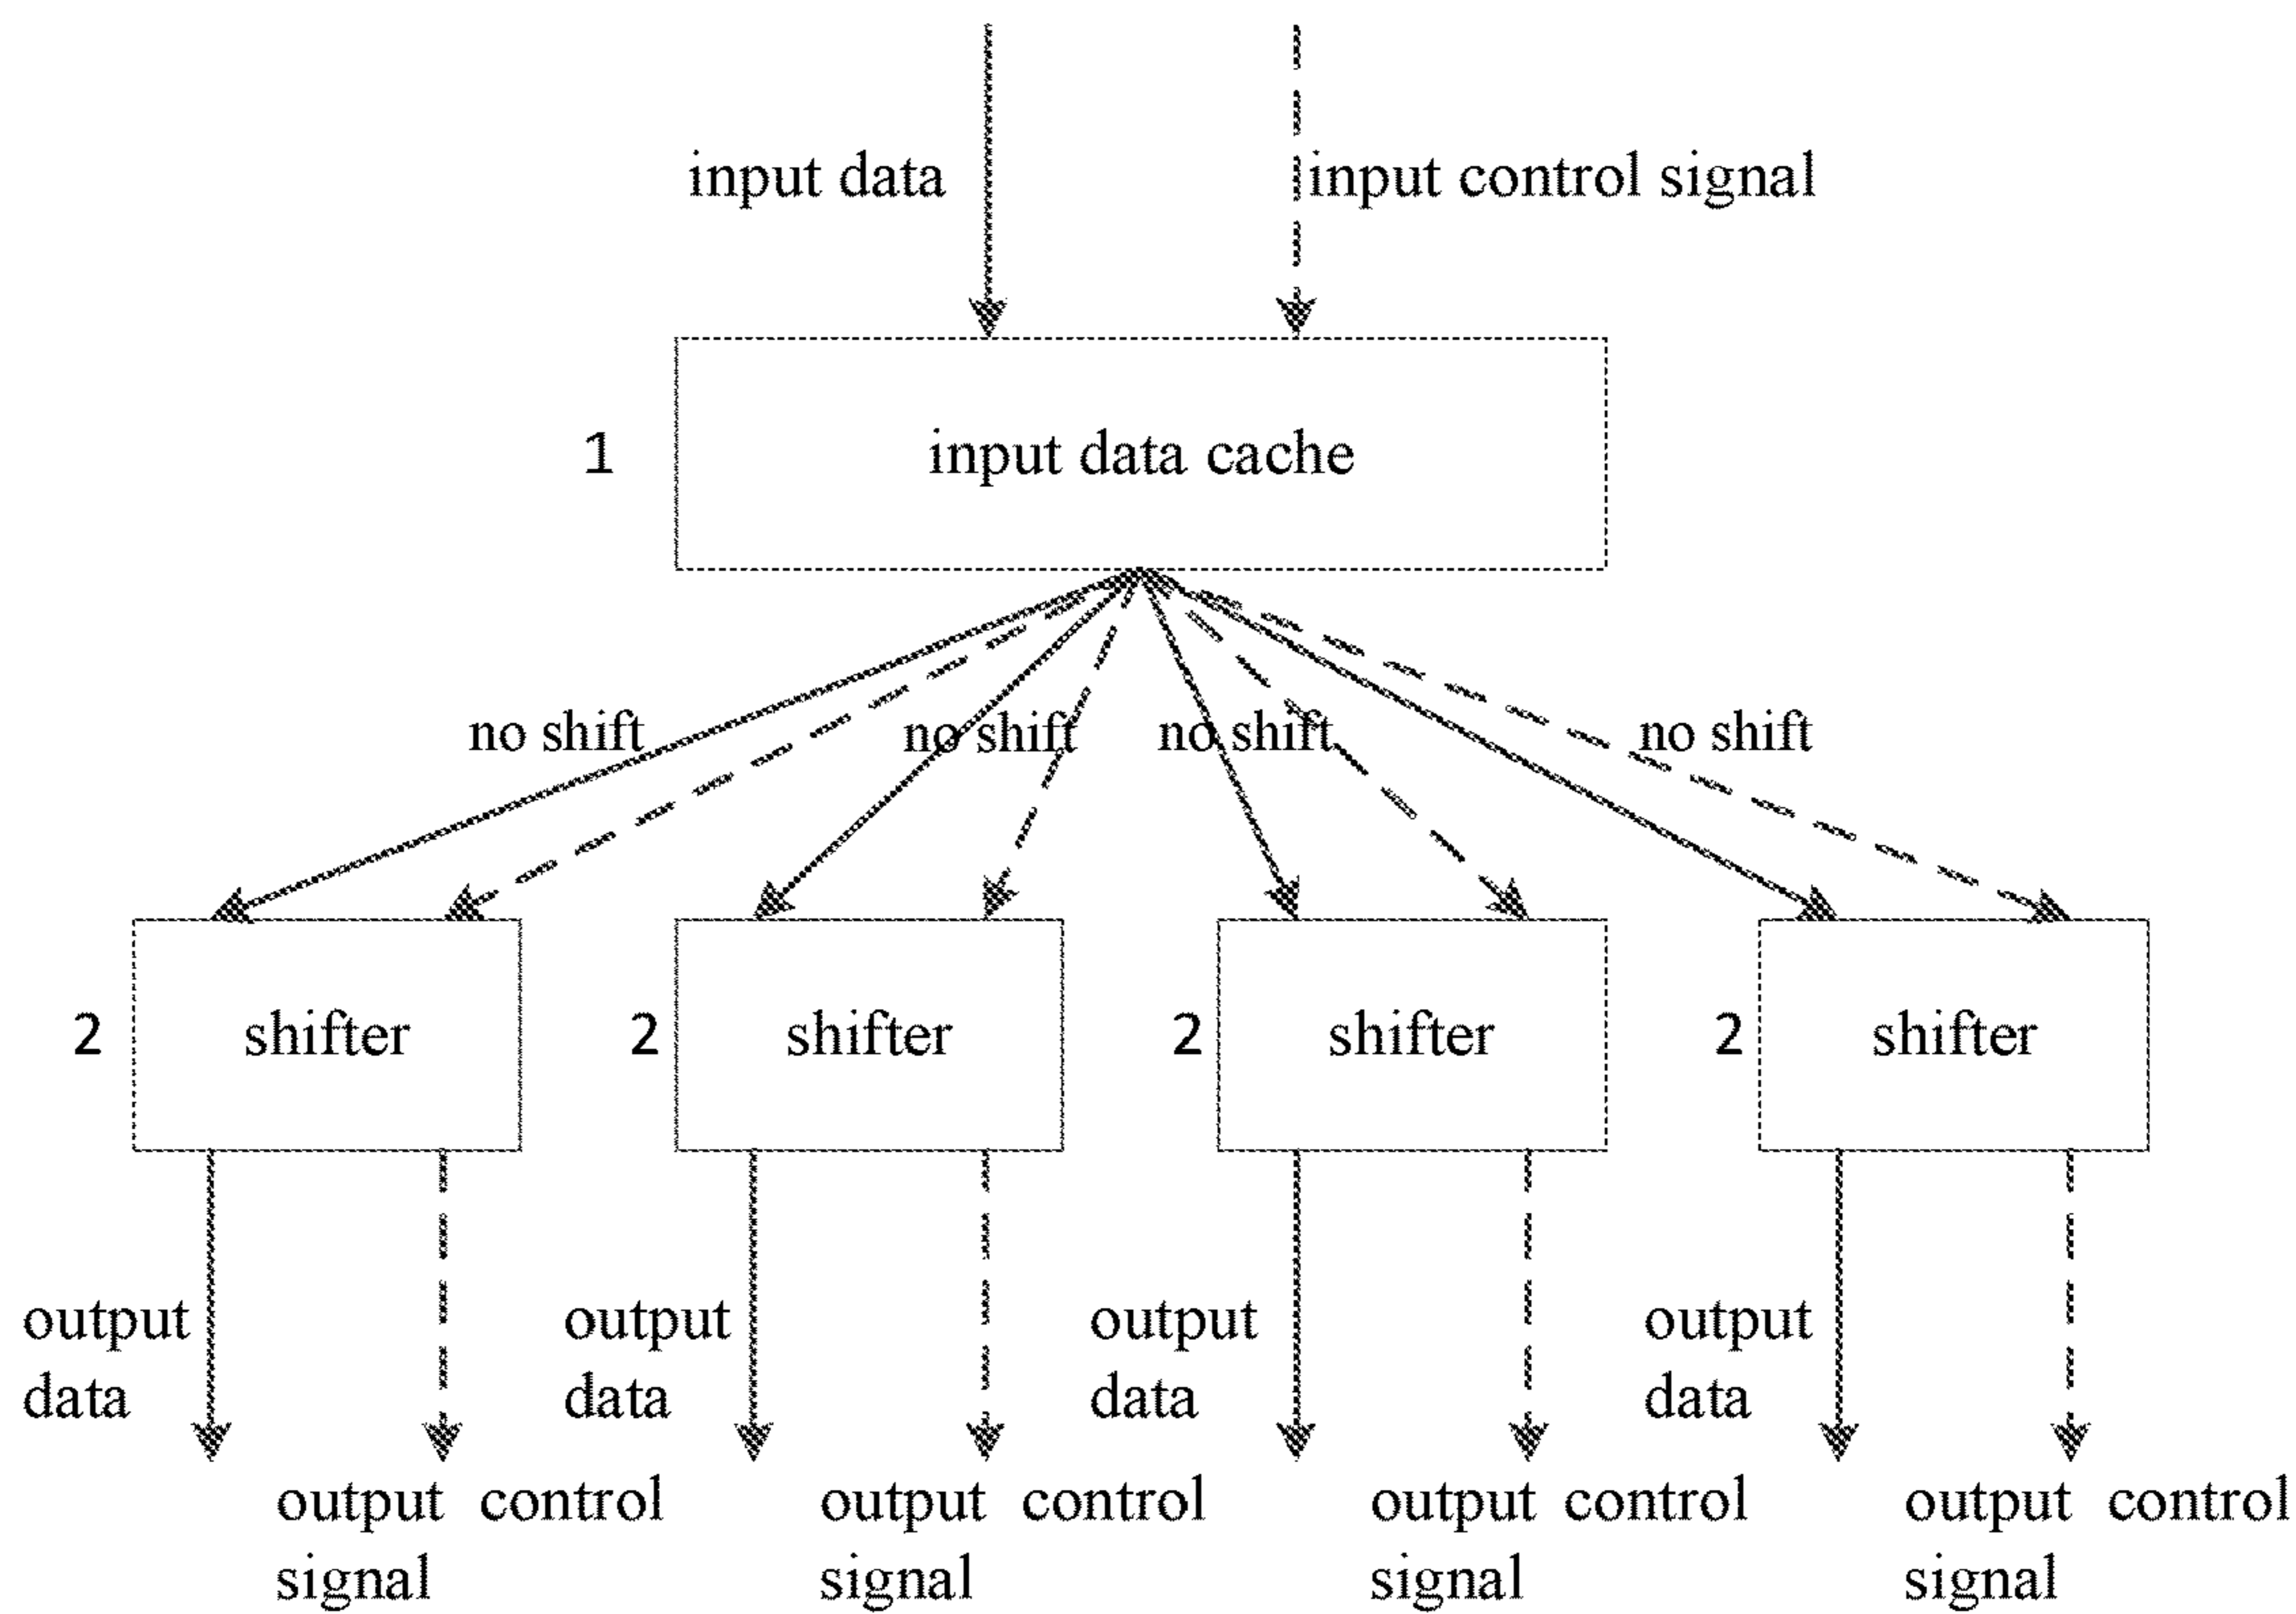 input data
input control signal
1
input data cache
no shift
no shift
no shift
no shift
2
shifter
2
shifter
2
shifter
2
shifter
output
data
output
data
output
data
output
data
output control
signal
output control
signal
output control
signal
output control
signal